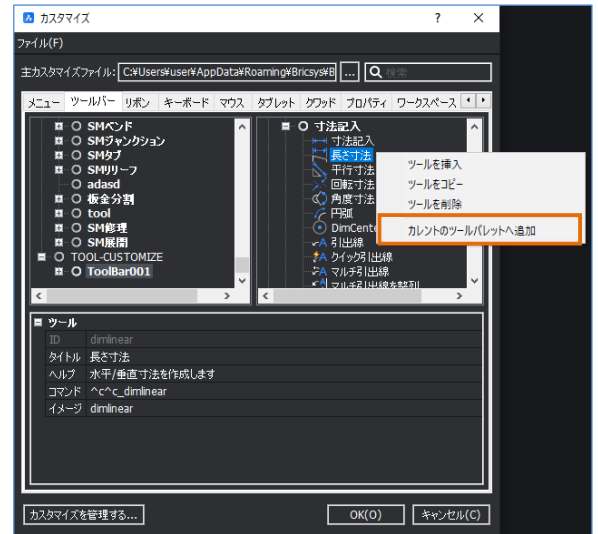 カスタマイズ
? ×
ファイル(F)
主カスタマイズファイル: C:¥Users¥user¥AppData¥Roaming¥Bricsys¥B ... 検索
メニュー ツールバー リボン キーボード マウス タブレット クワッド プロパティ ワークスペース
SMベンド
SMジャンクション
SMタブ
SMリリーフ
adasd
板金分割
tool
SM修理
SM展開
TOOL-CUSTOMIZE
ToolBar001
寸法記入
寸法記入
長さ寸法
平行寸法
回転寸法
角度寸法
円弧
DimCente
引出線
クイック引出線
マルチ引出線
マルチ引出線を整列
ツールを挿入
ツールをコピー
ツールを削除
カレントのツールパレットへ追加
ツール
ID dimlinear
タイトル 長さ寸法
ヘルプ 水平/垂直寸法を作成します
コマンド ^c^c_dimlinear
イメージ dimlinear
カスタマイズを管理する... OK(O) キャンセル(C)